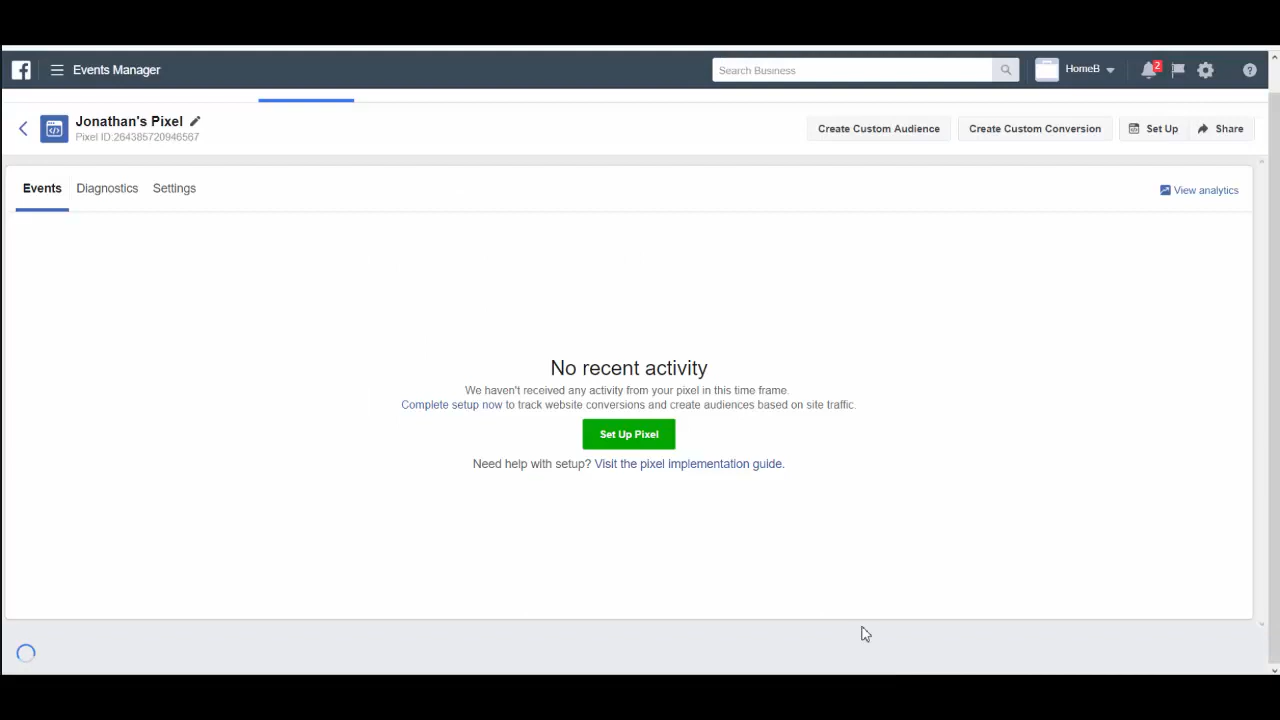 Events Manager
Search Business
HomeB
2
Jonathan's Pixel
Pixel ID:264385720946567
Create Custom Audience
Create Custom Conversion
Set Up
Share
Events
Diagnostics
Settings
View analytics
No recent activity
We haven't received any activity from your pixel in this time frame.
Complete setup now to track website conversions and create audiences based on site traffic.
Set Up Pixel
Need help with setup? Visit the pixel implementation guide.